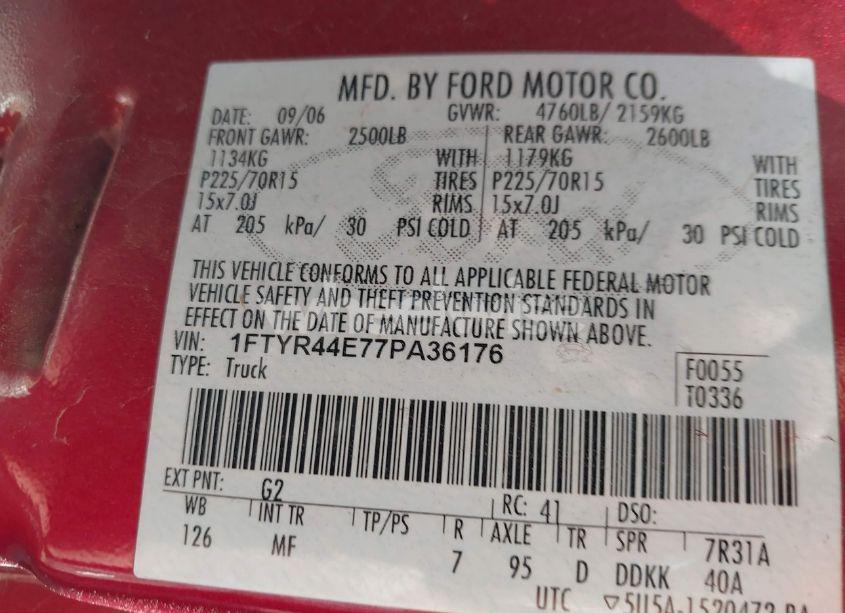 MFD. BY FORD MOTOR CO.
DATE: 09/06 GVWR: 4760LB/ 2159KG
FRONT GAWR: 2500LB REAR GAWR: 2600LB
1134KG WITH 1179KG WITH
P225/70R15 TIRES P225/70R15 TIRES
15x7.0J RIMS 15x7.0J RIMS
AT 205 kPa/ 30 PSI COLD AT 205 kPa/ 30 PSI COLD
THIS VEHICLE CONFORMS TO ALL APPLICABLE FEDERAL MOTOR
VEHICLE SAFETY AND THEFT PREVENTION STANDARDS IN
EFFECT ON THE DATE OF MANUFACTURE SHOWN ABOVE.
VIN: 1FTYR44E77PA36176
TYPE: Truck
F0055
T0336
EXT PNT: G2 RC: 41 DSO:
WB INT TR TP/PS R AXLE TR SPR 7R31A
126 MF 7 95 D DDKK 40A
UTC